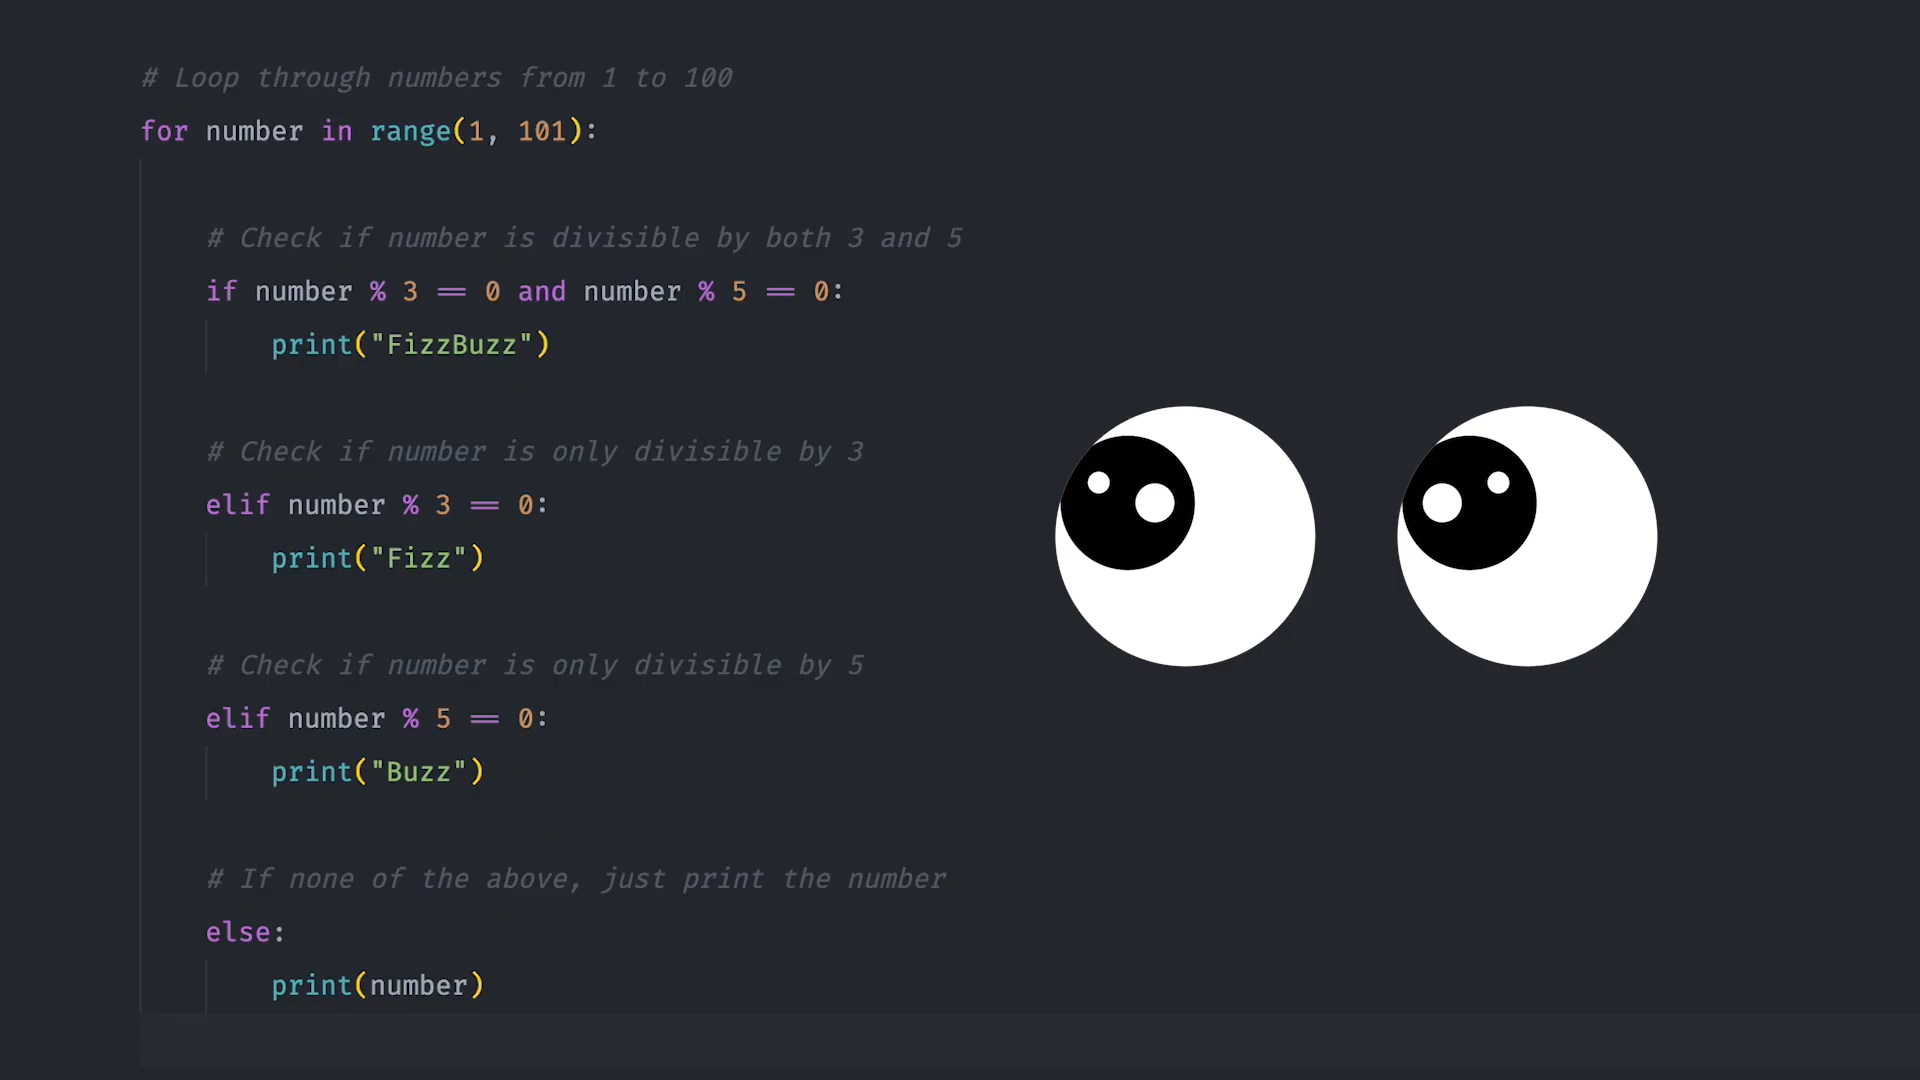 # Loop through numbers from 1 to 100
for number in range(1, 101):
# Check if number is divisible by both 3 and 5
if number % 3 == 0 and number % 5 == 0:
print("FizzBuzz")
# Check if number is only divisible by 3
elif number % 3 == 0:
print("Fizz")
# Check if number is only divisible by 5
elif number % 5 == 0:
print("Buzz")
# If none of the above, just print the number
else:
print(number)